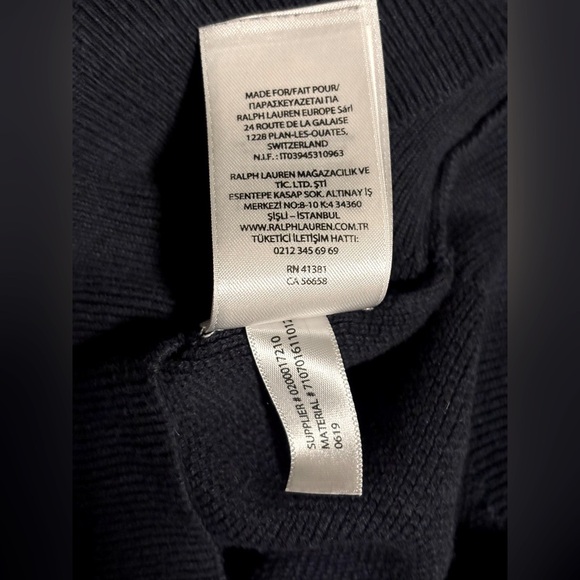 MADE FOR/FAIT POUR/
ΠΑΡΑΣΚΕΥΑΖΕΤΑΙ ΓΙΑ
RALPH LAUREN EUROPE Sárl
24 ROUTE DE LA GALAISE
1228 PLAN-LES-OUATES,
SWITZERLAND
N.I.F.: IT03945310963
RALPH LAUREN MAĞAZACILIK VE
TİC. LTD. ŞTİ
ESENTEPE KASAP SOK. ALTINAY İŞ
MERKEZİ NO:8-10 K:4 34360
ŞİŞLİ – İSTANBUL
WWW.RALPHLAUREN.COM.TR
TÜKETİCİ İLETİŞİM HATTI:
0212 345 69 69
RN 41381
CA 56658
SUPPLIER # 0200017210
MATERIAL # 710701611012
0619